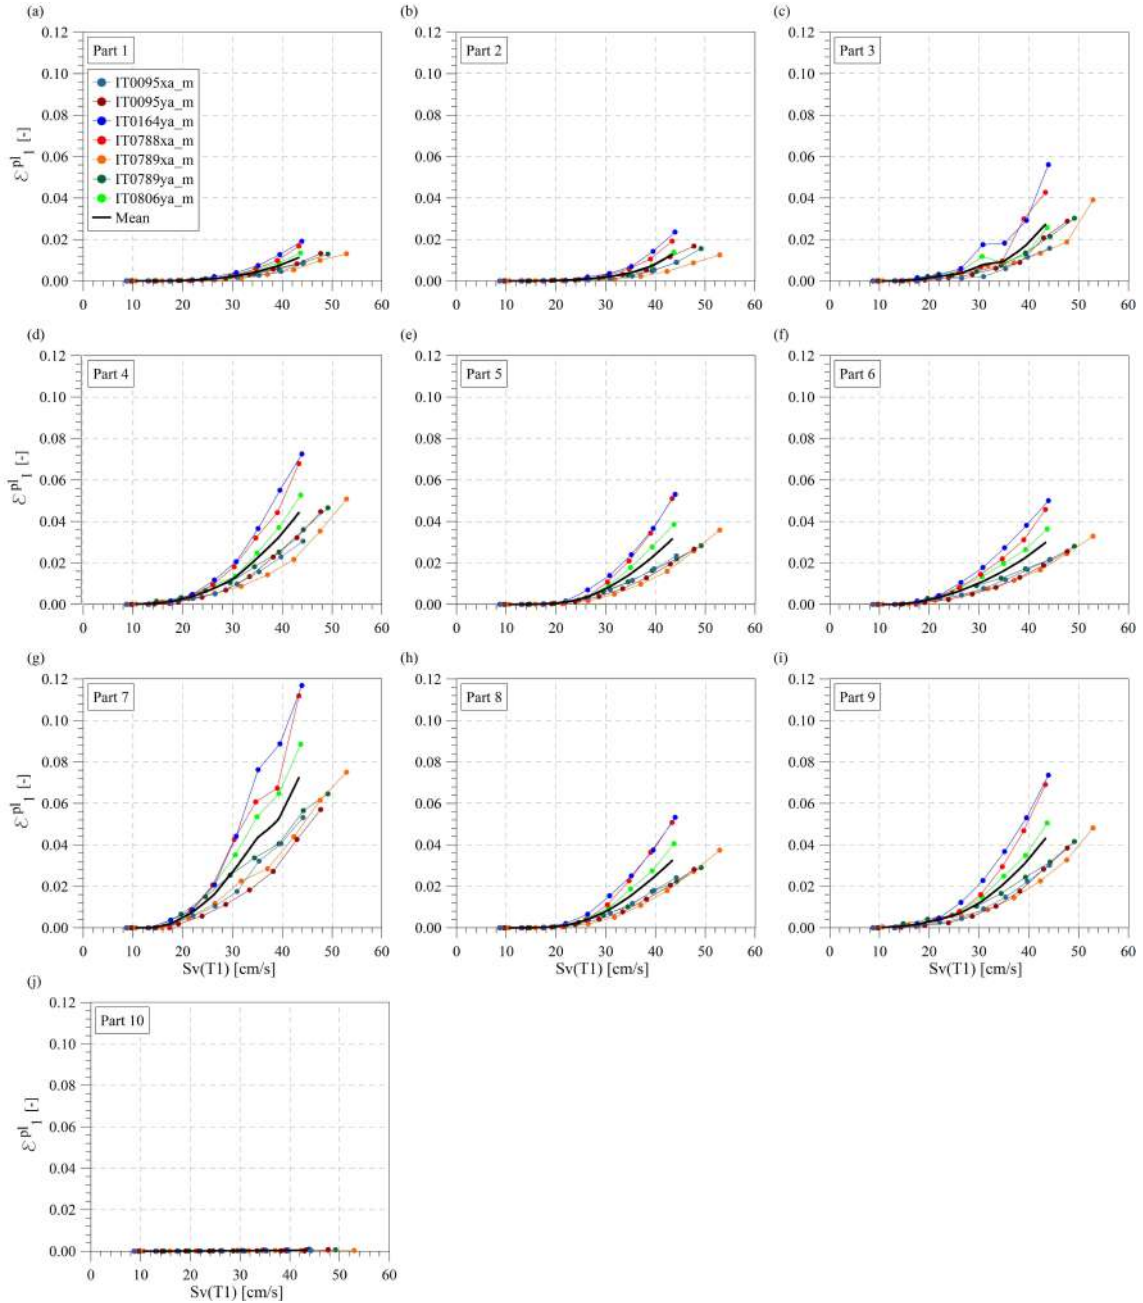 (a)
(b)
(c)
Part 1
Part 2
Part 3
IT0095xa_m
IT0095ya_m
IT0164ya_m
IT0788xa_m
IT0789xa_m
IT0789ya_m
IT0806ya_m
Mean
ε^pl_1 [-]
0.12
0.10
0.08
0.06
0.04
0.02
0.00
0 10 20 30 40 50 60
0.12
0.10
0.08
0.06
0.04
0.02
0.00
0 10 20 30 40 50 60
0.12
0.10
0.08
0.06
0.04
0.02
0.00
0 10 20 30 40 50 60
(d)
(e)
(f)
Part 4
Part 5
Part 6
ε^pl_1 [-]
0.12
0.10
0.08
0.06
0.04
0.02
0.00
0 10 20 30 40 50 60
0.12
0.10
0.08
0.06
0.04
0.02
0.00
0 10 20 30 40 50 60
0.12
0.10
0.08
0.06
0.04
0.02
0.00
0 10 20 30 40 50 60
(g)
(h)
(i)
Part 7
Part 8
Part 9
ε^pl_1 [-]
0.12
0.10
0.08
0.06
0.04
0.02
0.00
0 10 20 30 40 50 60
Sv(T1) [cm/s]
0.12
0.10
0.08
0.06
0.04
0.02
0.00
0 10 20 30 40 50 60
Sv(T1) [cm/s]
0.12
0.10
0.08
0.06
0.04
0.02
0.00
0 10 20 30 40 50 60
Sv(T1) [cm/s]
(j)
Part 10
ε^pl_1 [-]
0.12
0.10
0.08
0.06
0.04
0.02
0.00
0 10 20 30 40 50 60
Sv(T1) [cm/s]